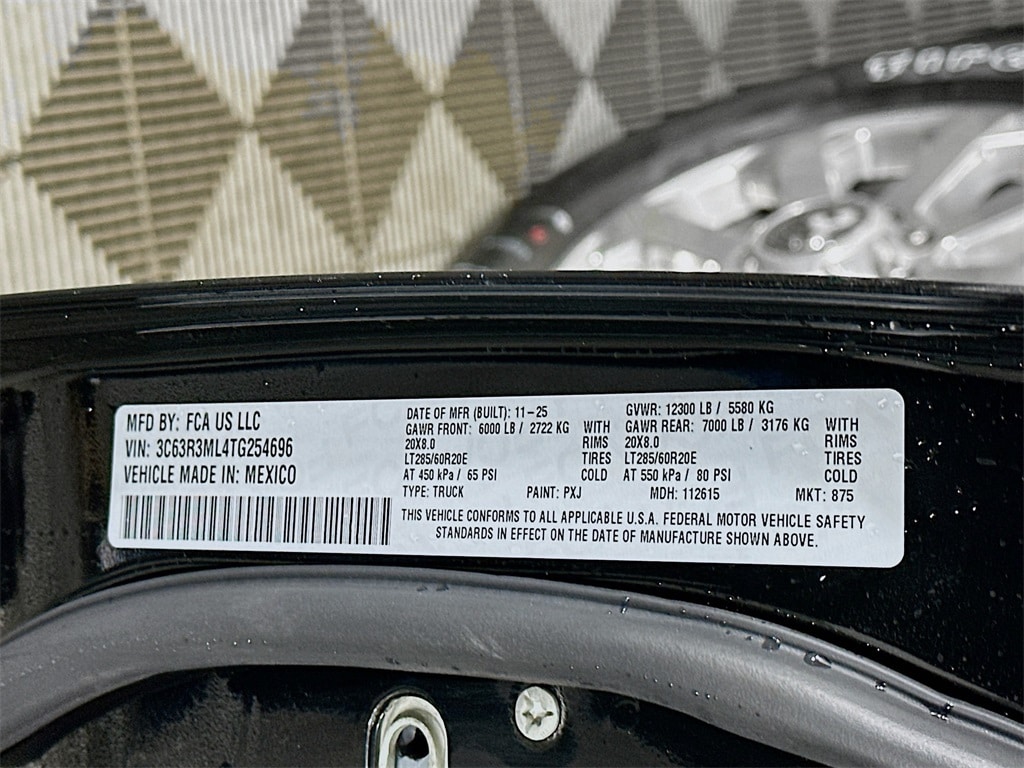 MFD BY: FCA US LLC
VIN: 3C63R3ML4TG254696
VEHICLE MADE IN: MEXICO
DATE OF MFR (BUILT): 11-25
GAWR FRONT: 6000 LB / 2722 KG WITH
20X8.0 RIMS
LT285/60R20E TIRES
AT 450 kPa / 65 PSI COLD
GVWR: 12300 LB / 5580 KG
GAWR REAR: 7000 LB / 3176 KG WITH
20X8.0 RIMS
LT285/60R20E TIRES
AT 550 kPa / 80 PSI COLD
TYPE: TRUCK PAINT: PXJ MDH: 112615 MKT: 875
THIS VEHICLE CONFORMS TO ALL APPLICABLE U.S.A. FEDERAL MOTOR VEHICLE SAFETY
STANDARDS IN EFFECT ON THE DATE OF MANUFACTURE SHOWN ABOVE.